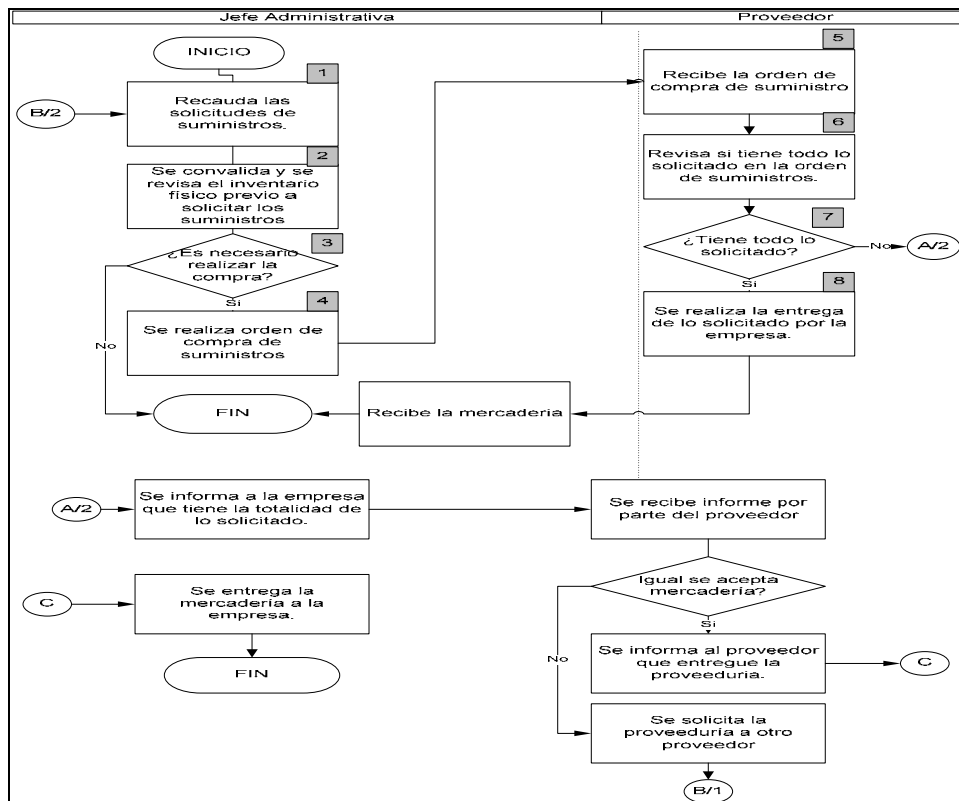 Jefe Administrativa
Proveedor
INICIO
1
Recauda las
solicitudes de
suministros.
B/2
2
Se convalida y se
revisa el inventario
físico previo a
solicitar los
suministros
3
¿Es necesario
realizar la
compra?
Si
No
4
Se realiza orden de
compra de
suministros
FIN
Recibe la mercaderia
5
Recibe la orden de
compra de suministro
6
Revisa si tiene todo lo
solicitado en la orden
de suministros.
7
¿Tiene todo lo
solicitado?
No
A/2
Si
8
Se realiza la entrega
de lo solicitado por la
empresa.
A/2
Se informa a la empresa
que tiene la totalidad de
lo solicitado.
Se recibe informe por
parte del proveedor
Igual se acepta
mercadería?
Si
No
Se informa al proveedor
que entregue la
proveeduria.
C
Se solicita la
proveeduría a otro
proveedor
B/1
C
Se entrega la
mercadería a la
empresa.
FIN